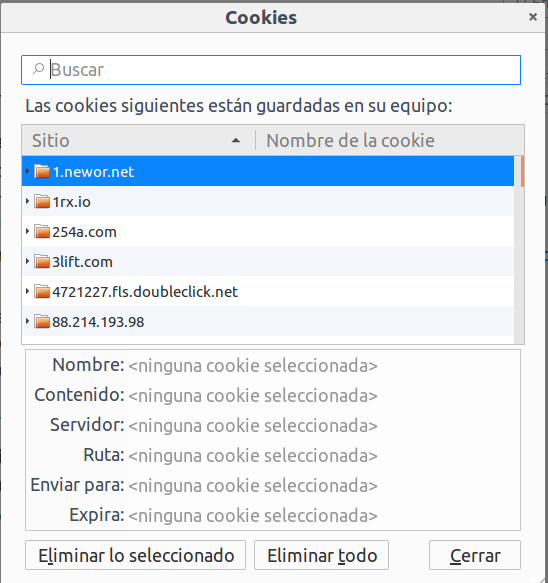 Cookies
Buscar
Las cookies siguientes están guardadas en su equipo:
Sitio Nombre de la cookie
1.newor.net
1rx.io
254a.com
3lift.com
4721227.fls.doubleclick.net
88.214.193.98
Nombre: <ninguna cookie seleccionada>
Contenido: <ninguna cookie seleccionada>
Servidor: <ninguna cookie seleccionada>
Ruta: <ninguna cookie seleccionada>
Enviar para: <ninguna cookie seleccionada>
Expira: <ninguna cookie seleccionada>
Eliminar lo seleccionado Eliminar todo Cerrar